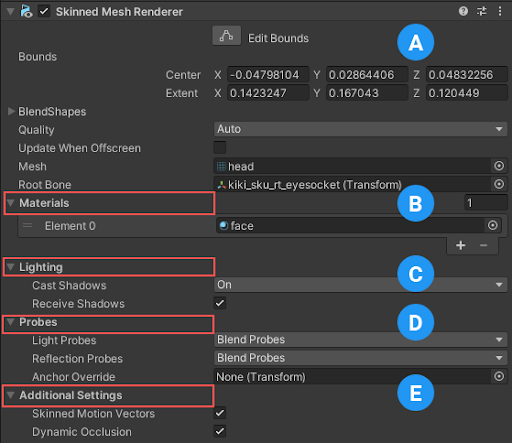 Skinned Mesh Renderer
Edit Bounds
A
Bounds
Center X -0.04798104 Y 0.02864406 Z 0.04832256
Extent X 0.1423247 Y 0.167043 Z 0.120449
BlendShapes
Quality Auto
Update When Offscreen
Mesh head
Root Bone kiki_sku_rt_eyesocket (Transform)
Materials B 1
Element 0 face
+ −
Lighting C
Cast Shadows On
Receive Shadows
Probes D
Light Probes Blend Probes
Reflection Probes Blend Probes
Anchor Override None (Transform)
Additional Settings E
Skinned Motion Vectors
Dynamic Occlusion